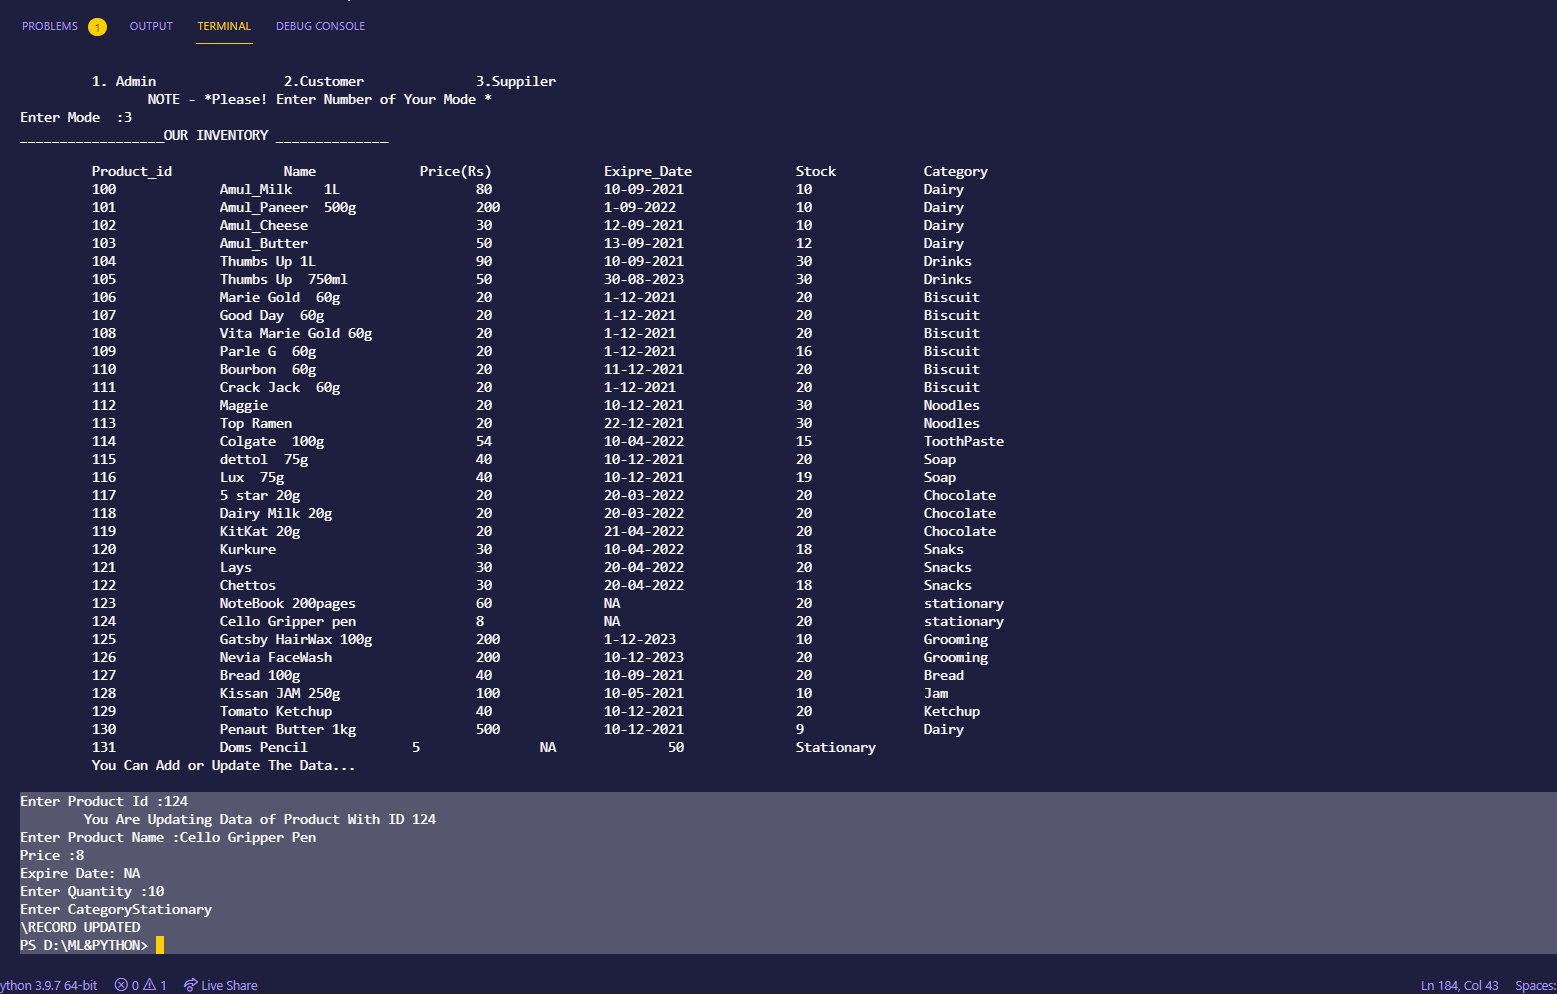 PROBLEMS 1 OUTPUT TERMINAL DEBUG CONSOLE
1. Admin 2.Customer 3.Suppiler
NOTE - *Please! Enter Number of Your Mode *
Enter Mode :3
__________________OUR INVENTORY ______________
Product_id Name Price(Rs) Exipre_Date Stock Category
100 Amul_Milk 1L 80 10-09-2021 10 Dairy
101 Amul_Paneer 500g 200 1-09-2022 10 Dairy
102 Amul_Cheese 30 12-09-2021 10 Dairy
103 Amul_Butter 50 13-09-2021 12 Dairy
104 Thumbs Up 1L 90 10-09-2021 30 Drinks
105 Thumbs Up 750ml 50 30-08-2023 30 Drinks
106 Marie Gold 60g 20 1-12-2021 20 Biscuit
107 Good Day 60g 20 1-12-2021 20 Biscuit
108 Vita Marie Gold 60g 20 1-12-2021 20 Biscuit
109 Parle G 60g 20 1-12-2021 16 Biscuit
110 Bourbon 60g 20 11-12-2021 20 Biscuit
111 Crack Jack 60g 20 1-12-2021 20 Biscuit
112 Maggie 20 10-12-2021 30 Noodles
113 Top Ramen 20 22-12-2021 30 Noodles
114 Colgate 100g 54 10-04-2022 15 ToothPaste
115 dettol 75g 40 10-12-2021 20 Soap
116 Lux 75g 40 10-12-2021 19 Soap
117 5 star 20g 20 20-03-2022 20 Chocolate
118 Dairy Milk 20g 20 20-03-2022 20 Chocolate
119 KitKat 20g 20 21-04-2022 20 Chocolate
120 Kurkure 30 10-04-2022 18 Snaks
121 Lays 30 20-04-2022 20 Snacks
122 Chettos 30 20-04-2022 18 Snacks
123 NoteBook 200pages 60 NA 20 stationary
124 Cello Gripper pen 8 NA 20 stationary
125 Gatsby HairWax 100g 200 1-12-2023 10 Grooming
126 Nevia FaceWash 200 10-12-2023 20 Grooming
127 Bread 100g 40 10-09-2021 20 Bread
128 Kissan JAM 250g 100 10-05-2021 10 Jam
129 Tomato Ketchup 40 10-12-2021 20 Ketchup
130 Penaut Butter 1kg 500 10-12-2021 9 Dairy
131 Doms Pencil 5 NA 50 Stationary
You Can Add or Update The Data...
Enter Product Id :124
You Are Updating Data of Product With ID 124
Enter Product Name :Cello Gripper Pen
Price :8
Expire Date: NA
Enter Quantity :10
Enter CategoryStationary
\RECORD UPDATED
PS D:\ML&PYTHON>
ython 3.9.7 64-bit 0 1 Live Share Ln 184, Col 43 Spaces: